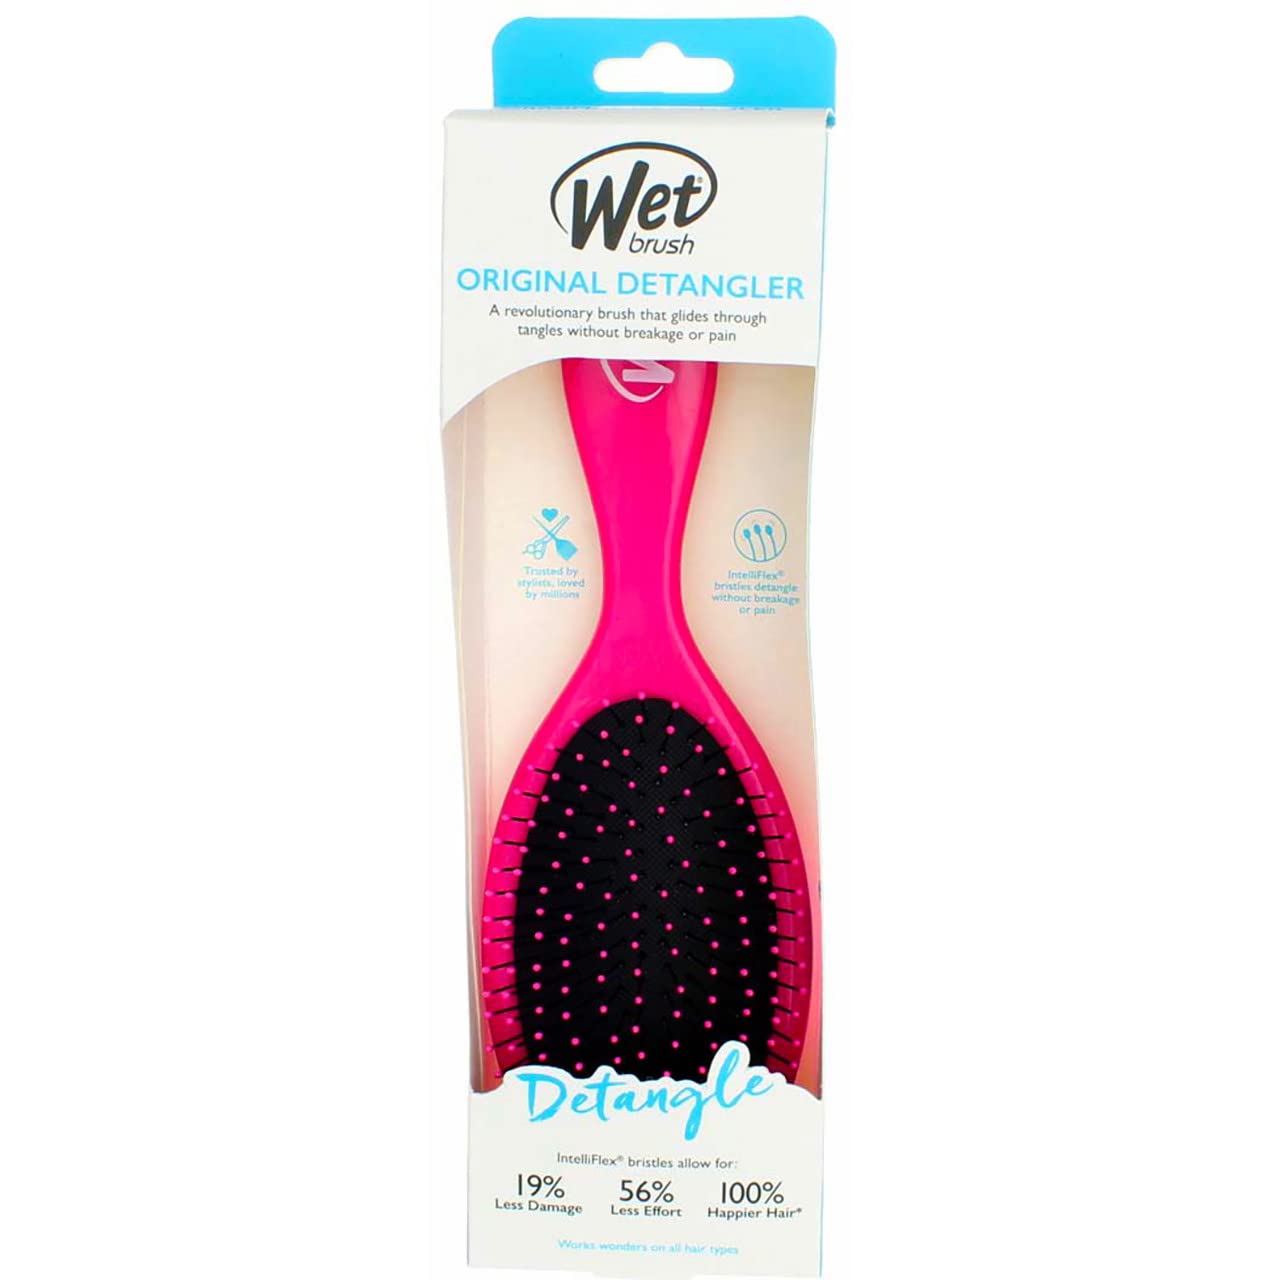 Wet®
brush
ORIGINAL DETANGLER
A revolutionary brush that glides through
tangles without breakage or pain
Trusted by
stylists, loved
by millions
IntelliFlex®
bristles detangle
without breakage
or pain
Detangle
IntelliFlex® bristles allow for:
19%
Less Damage
56%
Less Effort
100%
Happier Hair*
Works wonders on all hair types